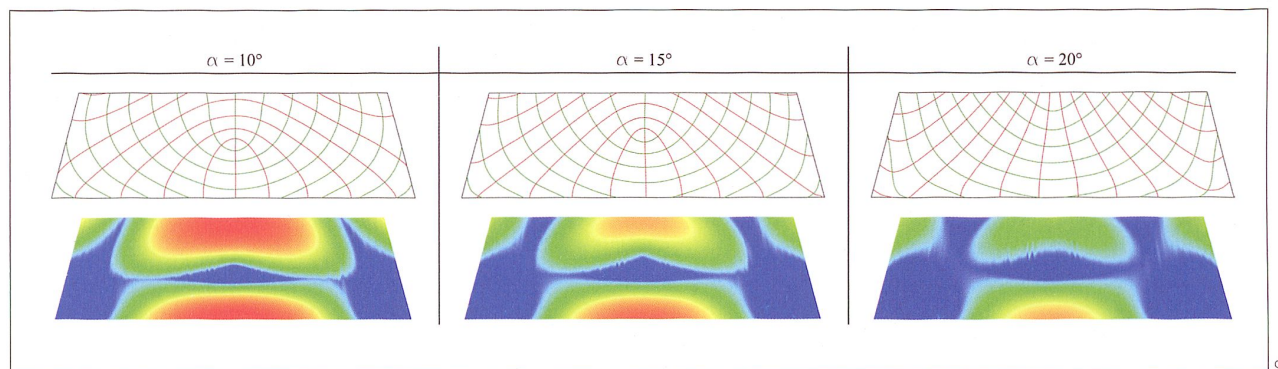 α = 10°
α = 15°
α = 20°